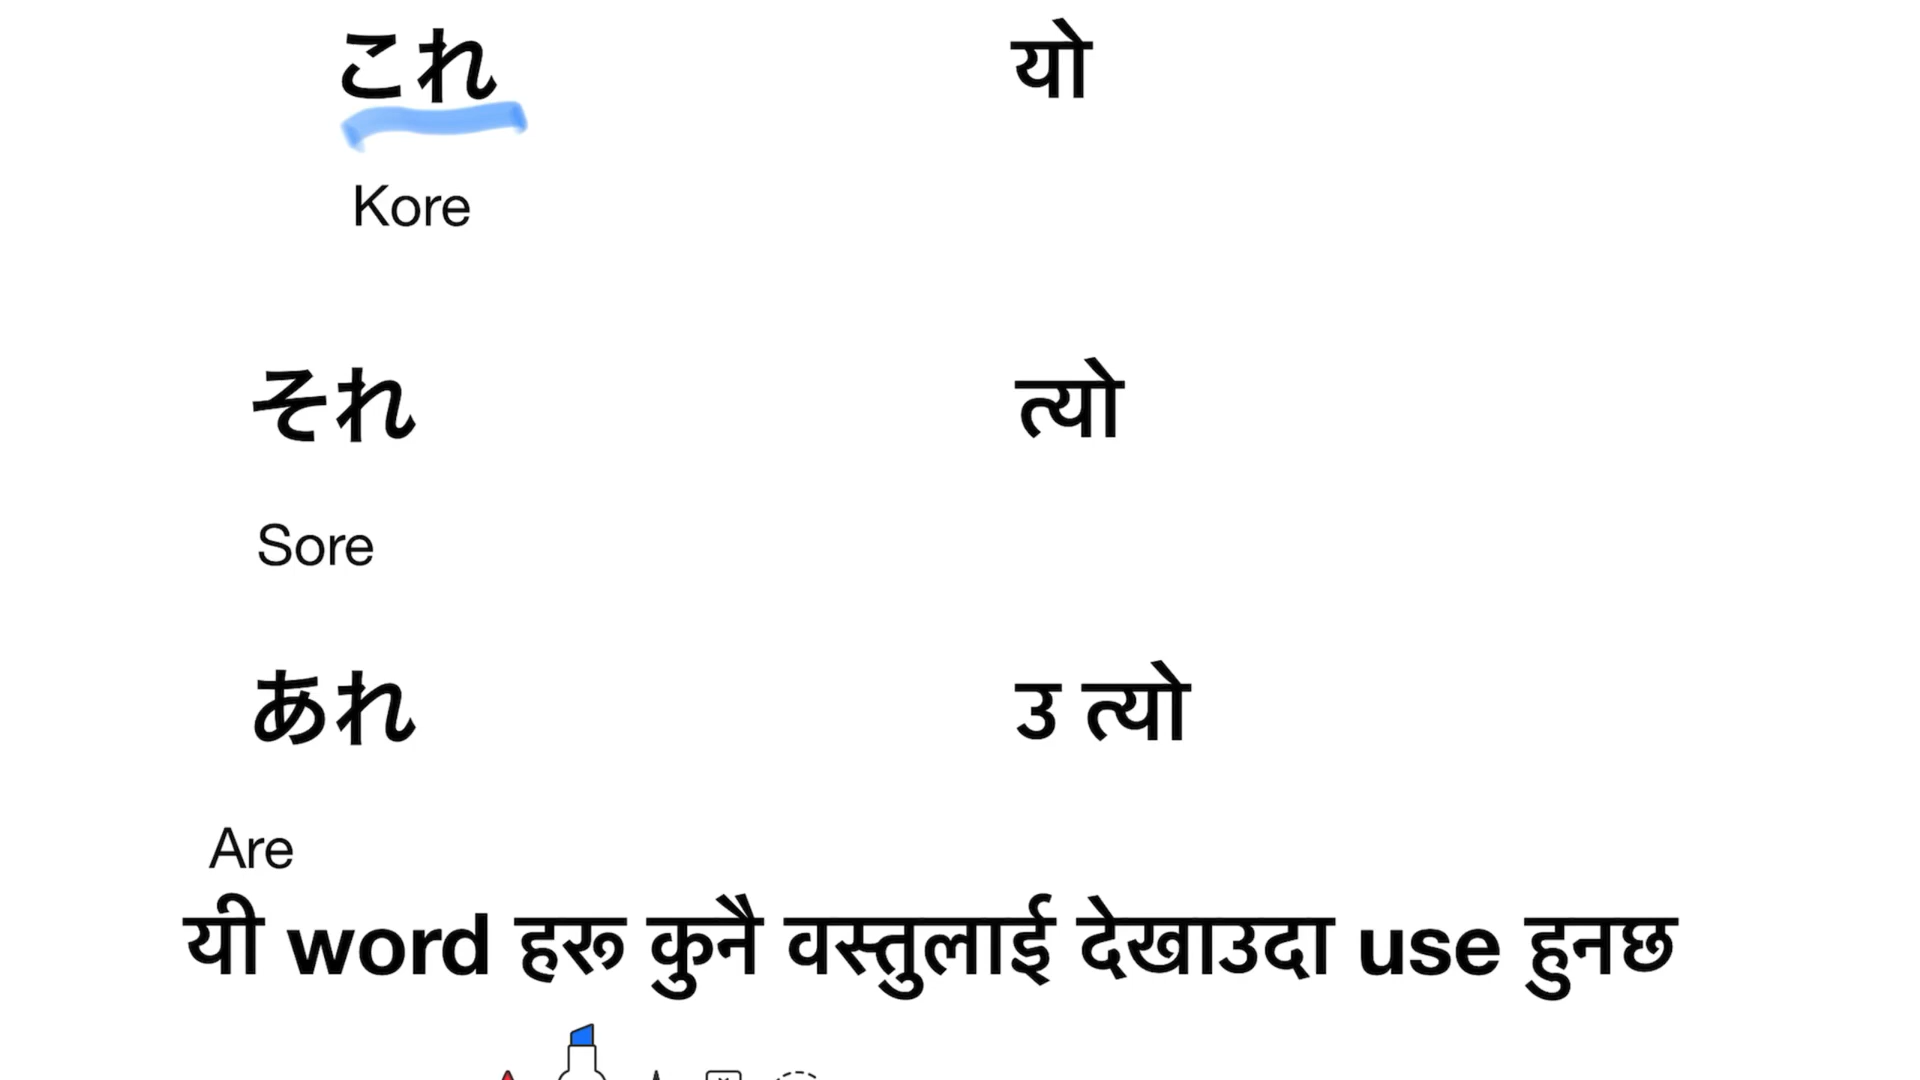 これ यो
Kore
それ त्यो
Sore
あれ उ त्यो
Are
यी word हरू कुनै वस्तुलाई देखाउदा use हुनछ